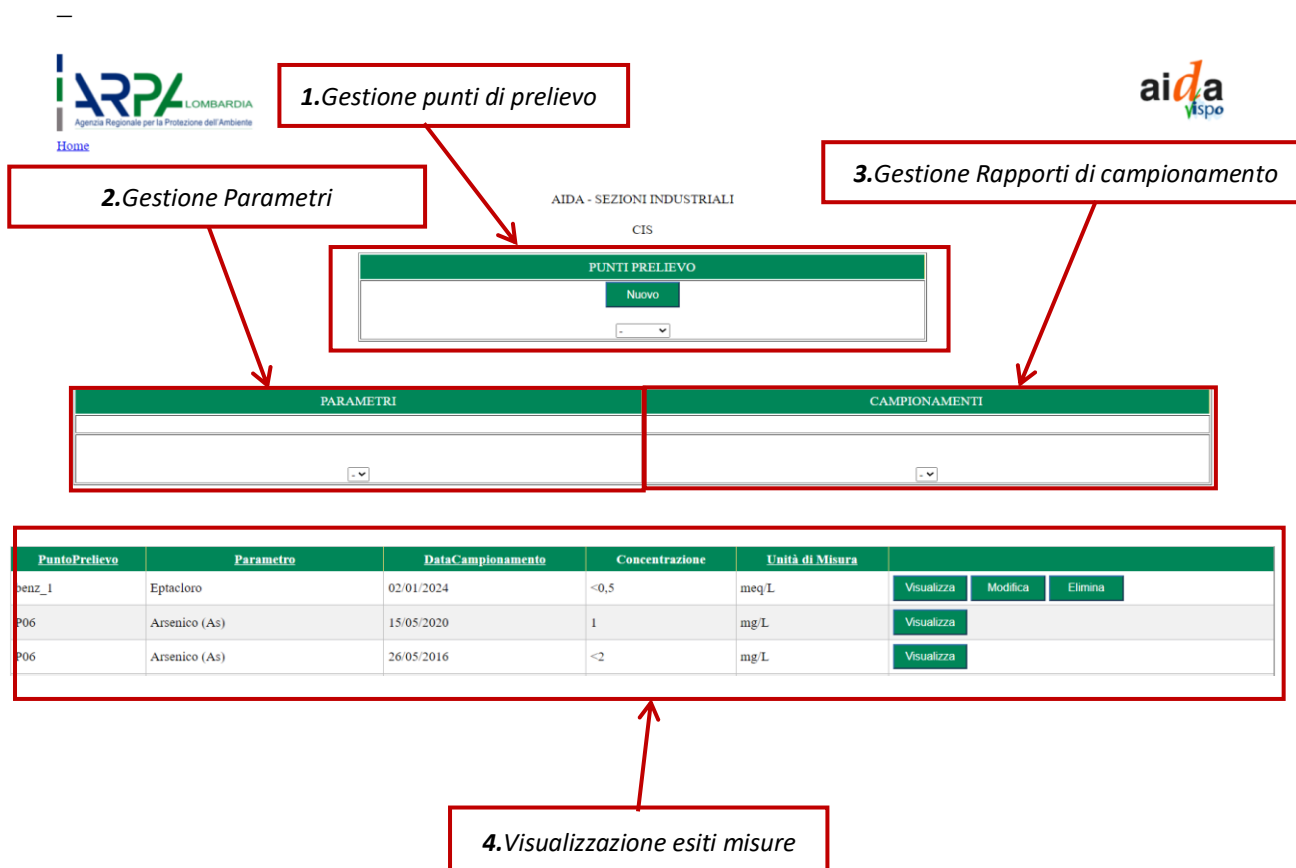 —
ARPA LOMBARDIA
Agenzia Regionale per la Protezione dell'Ambiente
Home
aida
vispo
1.Gestione punti di prelievo
2.Gestione Parametri
3.Gestione Rapporti di campionamento
AIDA - SEZIONI INDUSTRIALI
CIS
PUNTI PRELIEVO
Nuovo
-
PARAMETRI CAMPIONAMENTI
- -
PuntoPrelievo Parametro DataCampionamento Concentrazione Unità di Misura
benz_1 Eptacloro 02/01/2024 <0,5 meq/L Visualizza Modifica Elimina
P06 Arsenico (As) 15/05/2020 1 mg/L Visualizza
P06 Arsenico (As) 26/05/2016 <2 mg/L Visualizza
4.Visualizzazione esiti misure